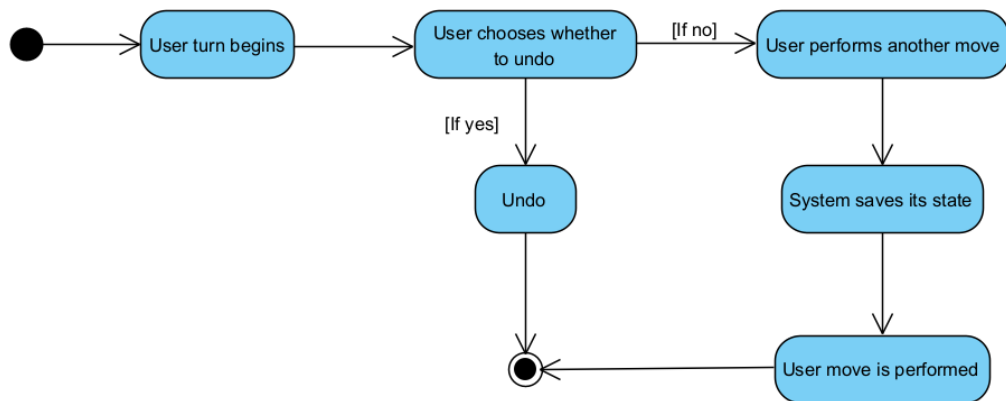 User turn begins
User chooses whether
to undo
[If no]
User performs another move
[If yes]
Undo
System saves its state
User move is performed